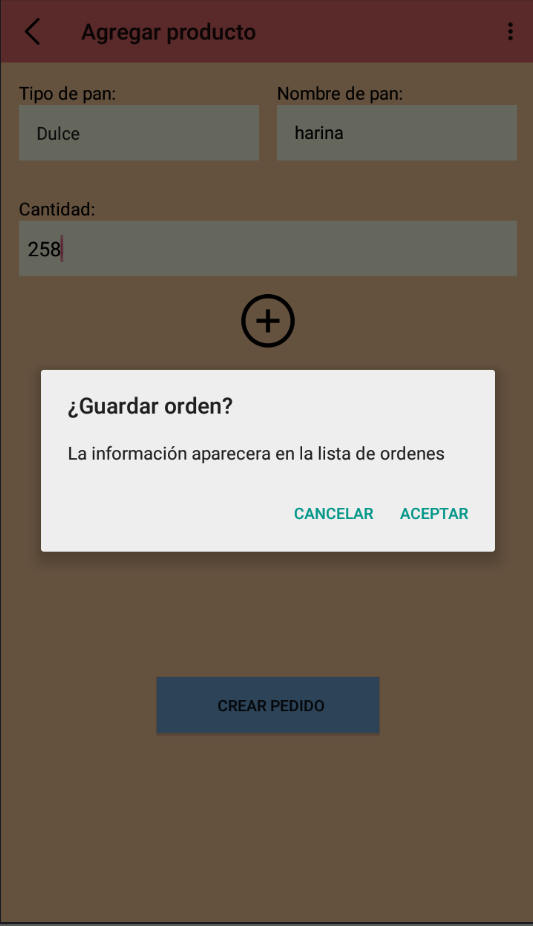 Agregar producto
Tipo de pan: Nombre de pan:
Dulce harina
Cantidad:
258
¿Guardar orden?
La información aparecera en la lista de ordenes
CANCELAR ACEPTAR
CREAR PEDIDO